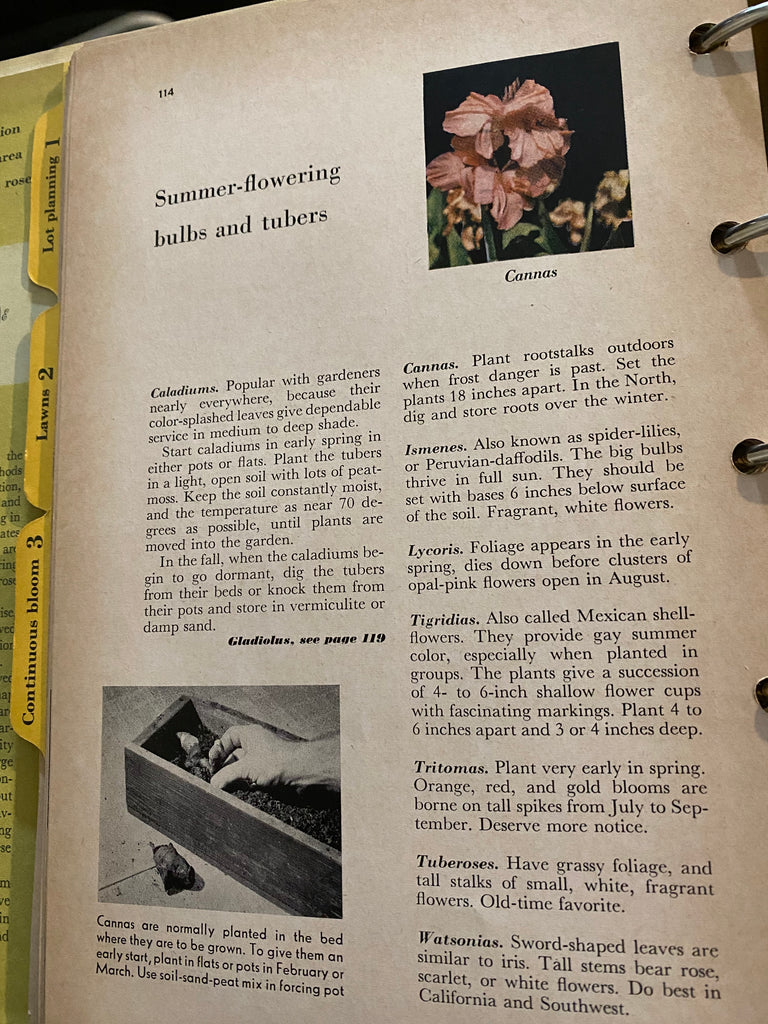 114
Summer-flowering
bulbs and tubers
Cannas
Caladiums. Popular with gardeners
nearly everywhere, because their
color-splashed leaves give dependable
service in medium to deep shade.
Start caladiums in early spring in
either pots or flats. Plant the tubers
in a light, open soil with lots of peat-
moss. Keep the soil constantly moist,
and the temperature as near 70 de-
grees as possible, until plants are
moved into the garden.
In the fall, when the caladiums be-
gin to go dormant, dig the tubers
from their beds or knock them from
their pots and store in vermiculite or
damp sand.
Gladiolus, see page 119
Cannas are normally planted in the bed
where they are to be grown. To give them an
early start, plant in flats or pots in February or
March. Use soil-sand-peat mix in forcing pot
Cannas. Plant rootstalks outdoors
when frost danger is past. Set the
plants 18 inches apart. In the North,
dig and store roots over the winter.
Ismenes. Also known as spider-lilies,
or Peruvian-daffodils. The big bulbs
thrive in full sun. They should be
set with bases 6 inches below surface
of the soil. Fragrant, white flowers.
Lycoris. Foliage appears in the early
spring, dies down before clusters of
opal-pink flowers open in August.
Tigridias. Also called Mexican shell-
flowers. They provide gay summer
color, especially when planted in
groups. The plants give a succession
of 4- to 6-inch shallow flower cups
with fascinating markings. Plant 4 to
6 inches apart and 3 or 4 inches deep.
Tritomas. Plant very early in spring.
Orange, red, and gold blooms are
borne on tall spikes from July to Sep-
tember. Deserve more notice.
Tuberoses. Have grassy foliage, and
tall stalks of small, white, fragrant
flowers. Old-time favorite.
Watsonias. Sword-shaped leaves are
similar to iris. Tall stems bear rose,
scarlet, or white flowers. Do best in
California and Southwest.
Lot planning 1
Lawns 2
Continuous bloom 3
rose
the
and